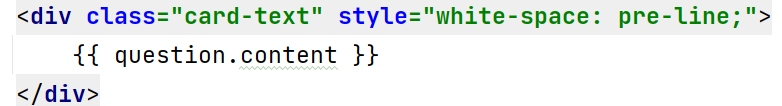 <div class="card-text" style="white-space: pre-line;">
    {{ question.content }}
</div>